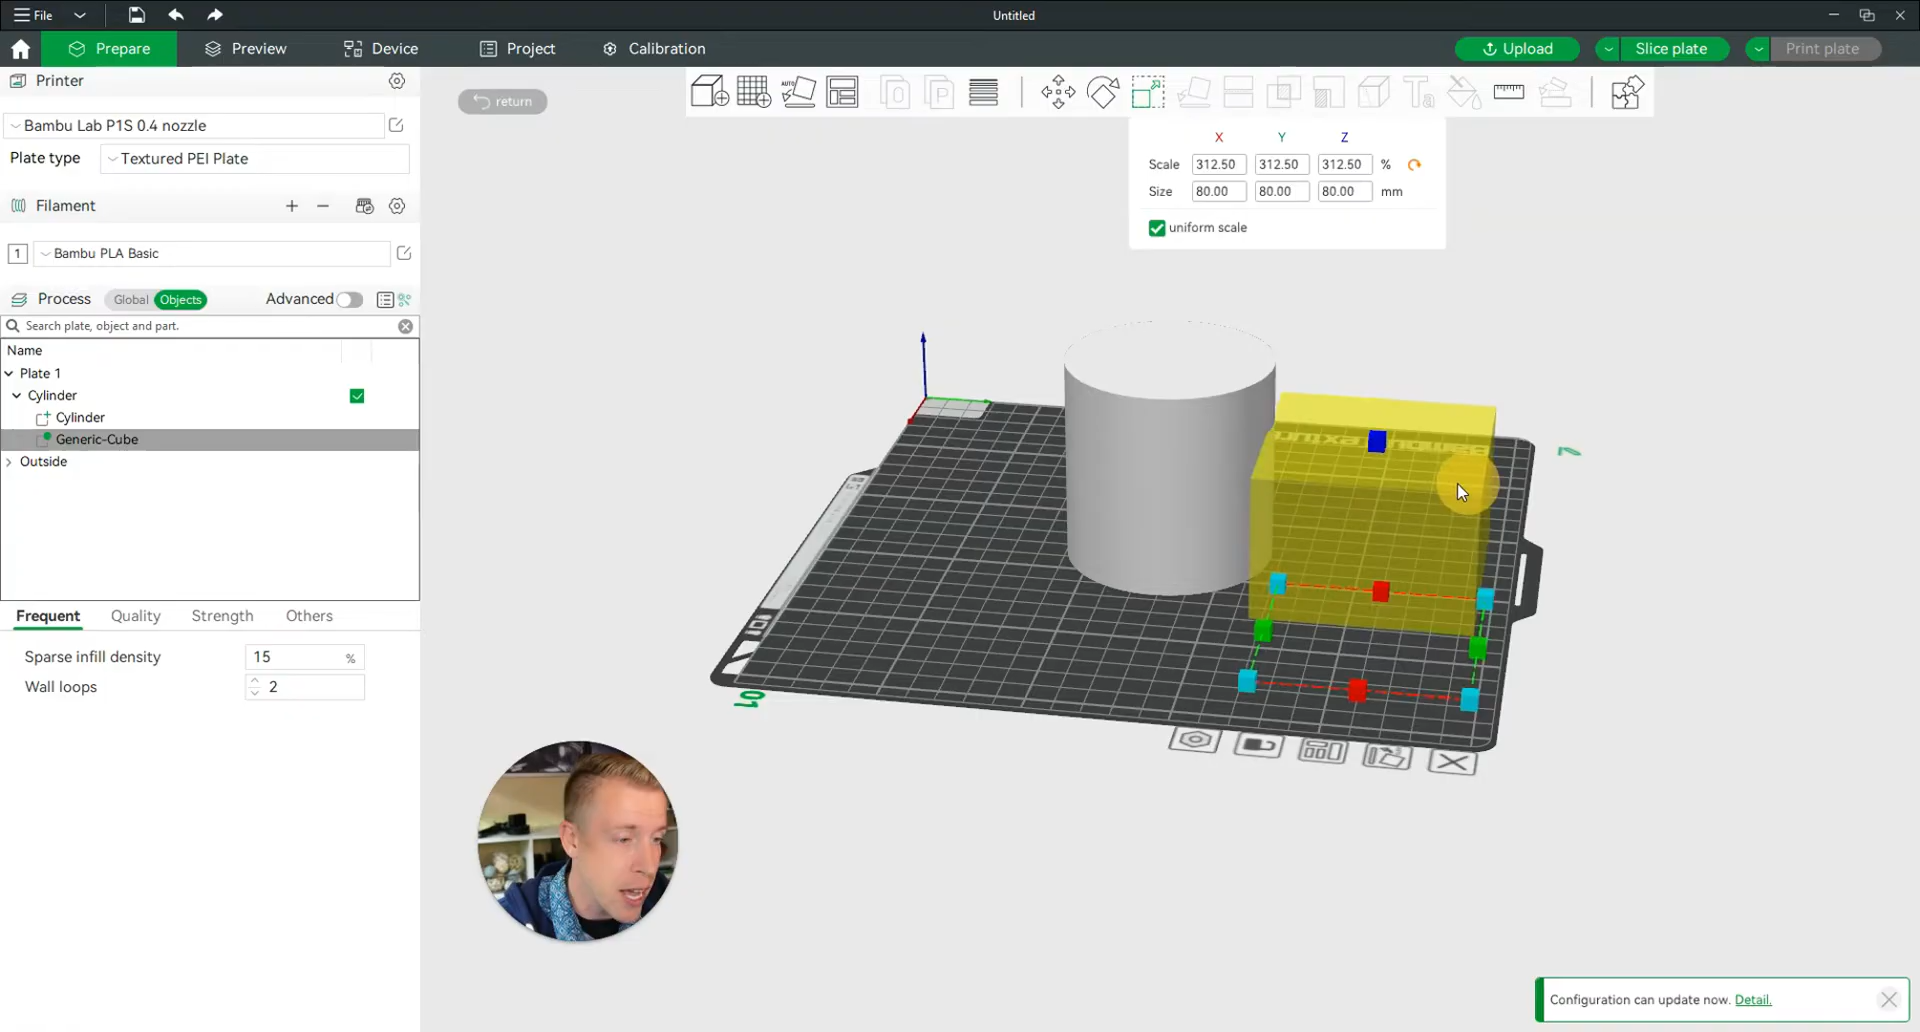 File
Untitled
Prepare
Preview
Device
Project
Calibration
Upload
Slice plate
Print plate
Printer
Bambu Lab P1S 0.4 nozzle
Plate type
Textured PEI Plate
Filament
1
Bambu PLA Basic
Process
Global
Objects
Advanced
Search plate, object and part.
Name
Plate 1
Cylinder
Cylinder
Generic-Cube
Outside
Frequent
Quality
Strength
Others
Sparse infill density
15 %
Wall loops
2
return
AUTO
X Y Z
Scale 312.50 312.50 312.50 %
Size 80.00 80.00 80.00 mm
uniform scale
01
Configuration can update now. Detail.